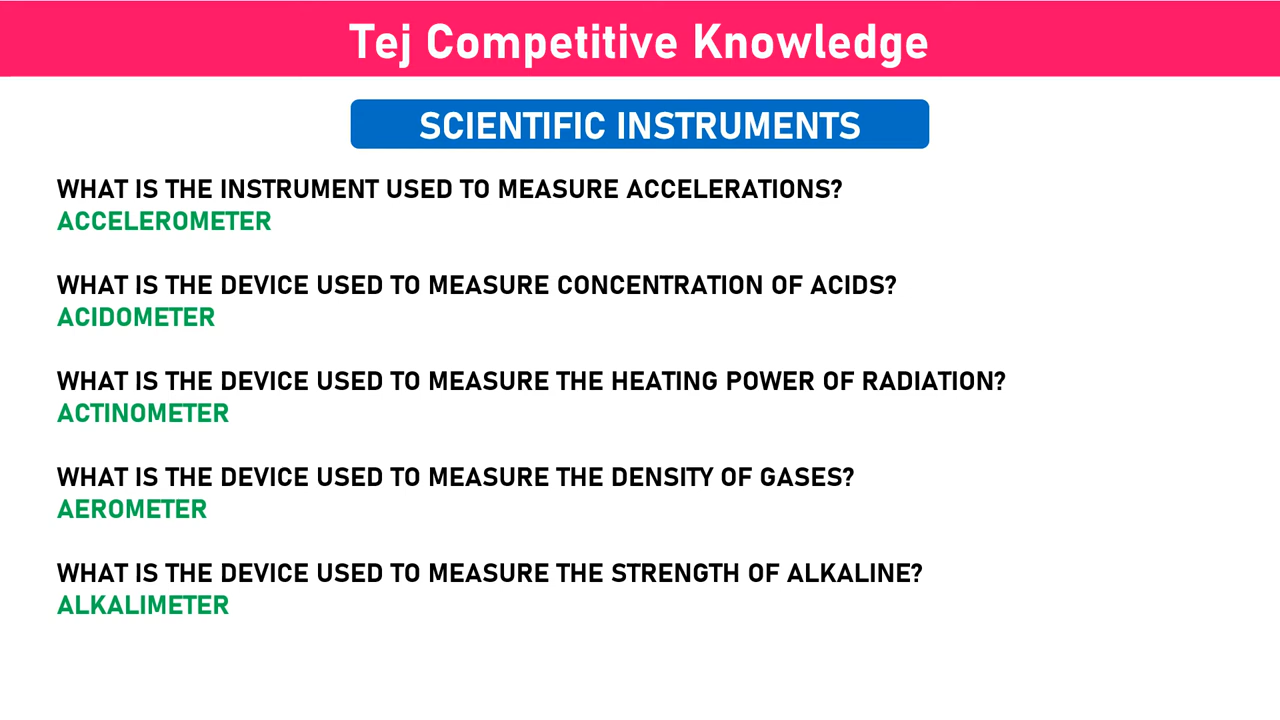 Tej Competitive Knowledge
SCIENTIFIC INSTRUMENTS
WHAT IS THE INSTRUMENT USED TO MEASURE ACCELERATIONS?
ACCELEROMETER
WHAT IS THE DEVICE USED TO MEASURE CONCENTRATION OF ACIDS?
ACIDOMETER
WHAT IS THE DEVICE USED TO MEASURE THE HEATING POWER OF RADIATION?
ACTINOMETER
WHAT IS THE DEVICE USED TO MEASURE THE DENSITY OF GASES?
AEROMETER
WHAT IS THE DEVICE USED TO MEASURE THE STRENGTH OF ALKALINE?
ALKALIMETER